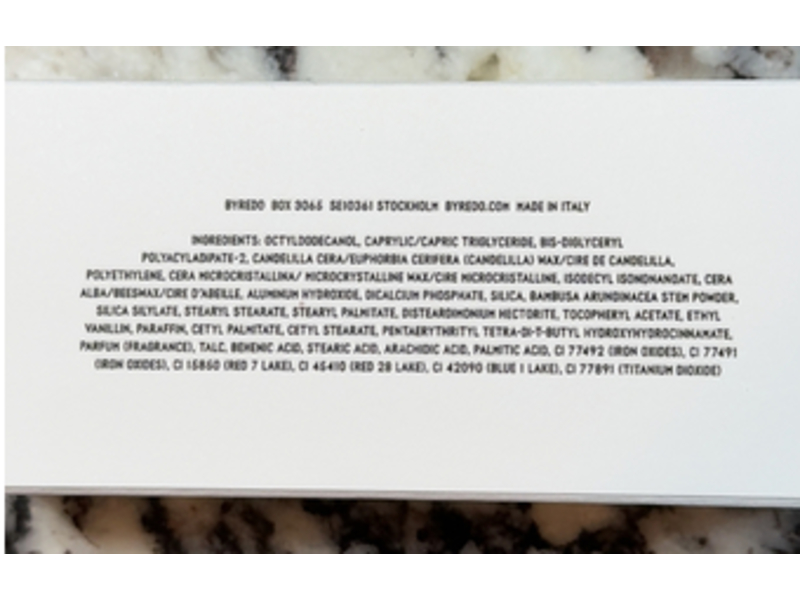 BYREDO BOX 3065 SE10361 STOCKHOLM BYREDO.COM MADE IN ITALY
INGREDIENTS: OCTYLDODECANOL, CAPRYLIC/CAPRIC TRIGLYCERIDE, BIS-DIGLYCERYL
POLYACYLADIPATE-2, CANDELILLA CERA/EUPHORBIA CERIFERA (CANDELILLA) WAX/CIRE DE CANDELILLA,
POLYETHYLENE, CERA MICROCRISTALLINA/ MICROCRYSTALLINE WAX/CIRE MICROCRISTALLINE, ISODECYL ISONONANOATE, CERA
ALBA/BEESWAX/CIRE D'ABEILLE, ALUMINUM HYDROXIDE, DICALCIUM PHOSPHATE, SILICA, BAMBUSA ARUNDINACEA STEM POWDER,
SILICA SILYLATE, STEARYL STEARATE, STEARYL PALMITATE, DISTEARDIMONIUM HECTORITE, TOCOPHERYL ACETATE, ETHYL
VANILLIN, PARAFFIN, CETYL PALMITATE, CETYL STEARATE, PENTAERYTHRITYL TETRA-DI-T-BUTYL HYDROXYHYDROCINNAMATE,
PARFUM (FRAGRANCE), TALC, BEHENIC ACID, STEARIC ACID, ARACHIDIC ACID, PALMITIC ACID, CI 77492 (IRON OXIDES), CI 77491
(IRON OXIDES), CI 15850 (RED 7 LAKE), CI 45410 (RED 28 LAKE), CI 42090 (BLUE 1 LAKE), CI 77891 (TITANIUM DIOXIDE)